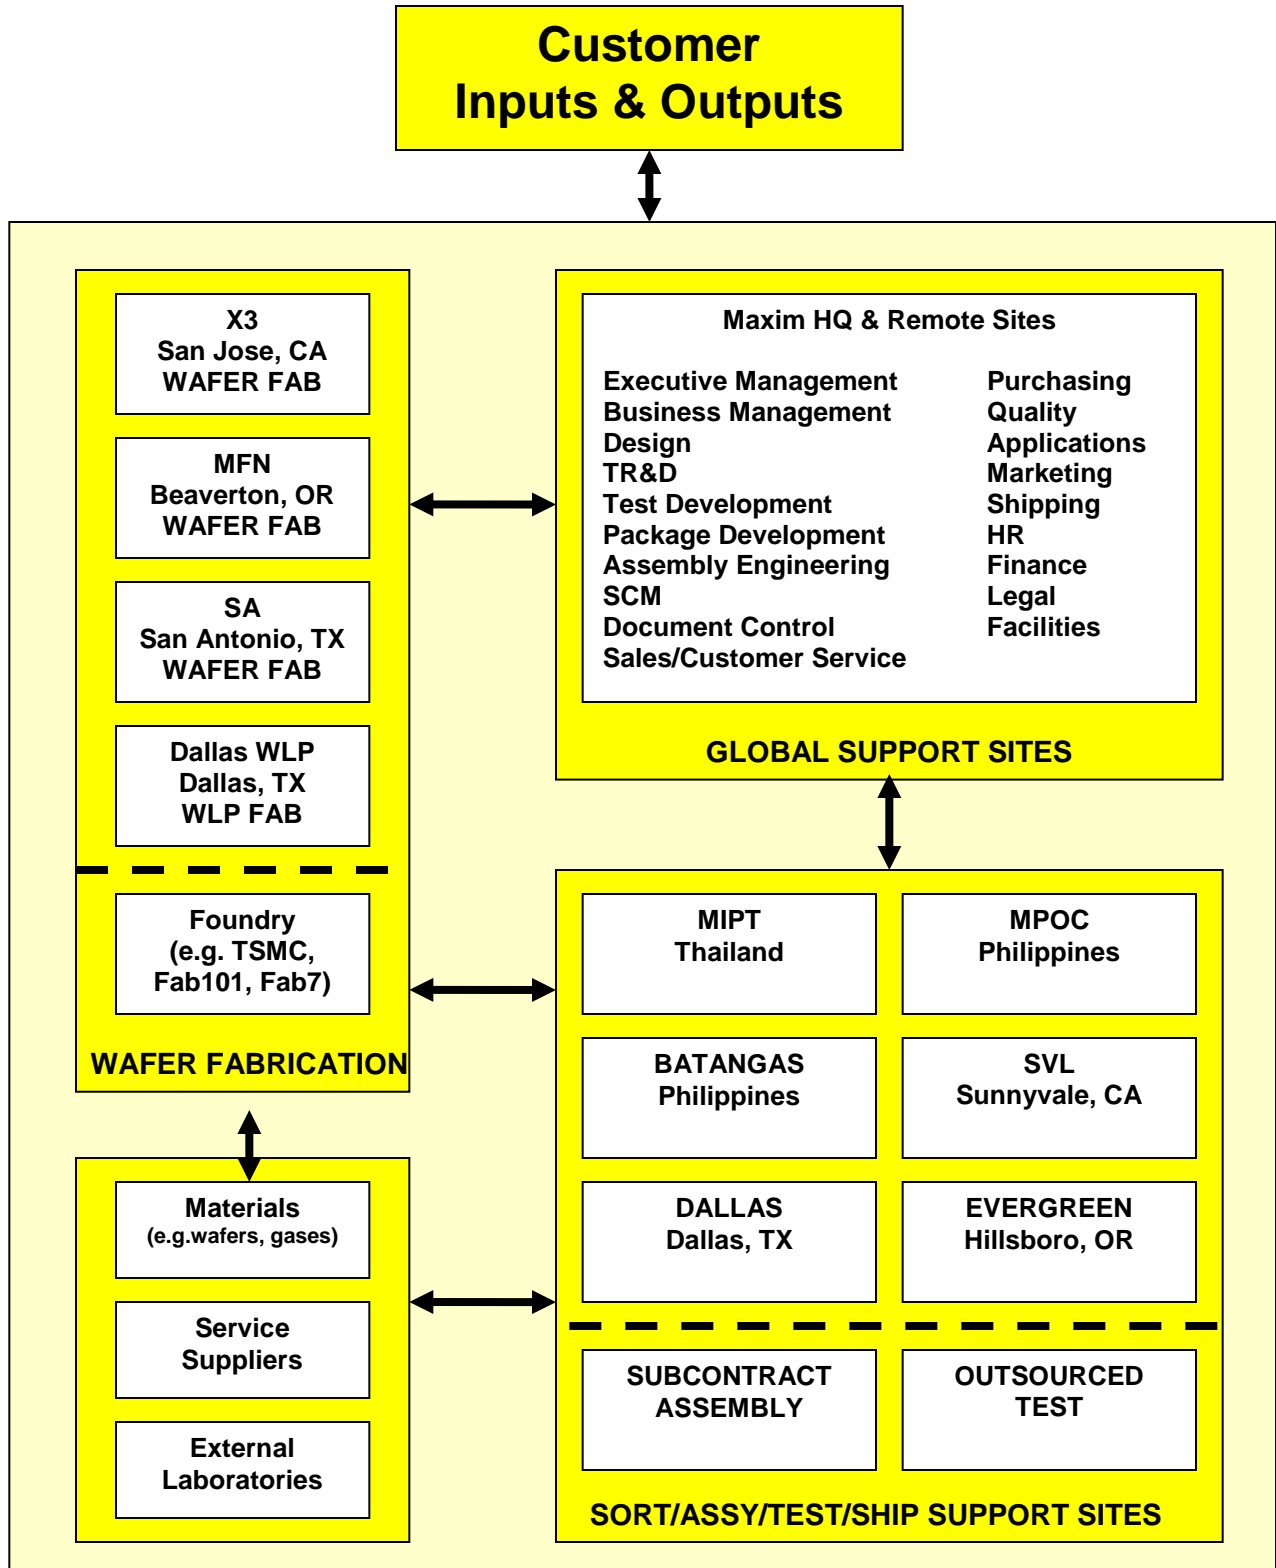 Customer
Inputs & Outputs
X3
San Jose, CA
WAFER FAB
MFN
Beaverton, OR
WAFER FAB
SA
San Antonio, TX
WAFER FAB
Dallas WLP
Dallas, TX
WLP FAB
Foundry
(e.g. TSMC,
Fab101, Fab7)
WAFER FABRICATION
Maxim HQ & Remote Sites
Executive Management
Business Management
Design
TR&D
Test Development
Package Development
Assembly Engineering
SCM
Document Control
Sales/Customer Service
Purchasing
Quality
Applications
Marketing
Shipping
HR
Finance
Legal
Facilities
GLOBAL SUPPORT SITES
Materials
(e.g.wafers, gases)
Service
Suppliers
External
Laboratories
MIPT
Thailand
MPOC
Philippines
BATANGAS
Philippines
SVL
Sunnyvale, CA
DALLAS
Dallas, TX
EVERGREEN
Hillsboro, OR
SUBCONTRACT
ASSEMBLY
OUTSOURCED
TEST
SORT/ASSY/TEST/SHIP SUPPORT SITES